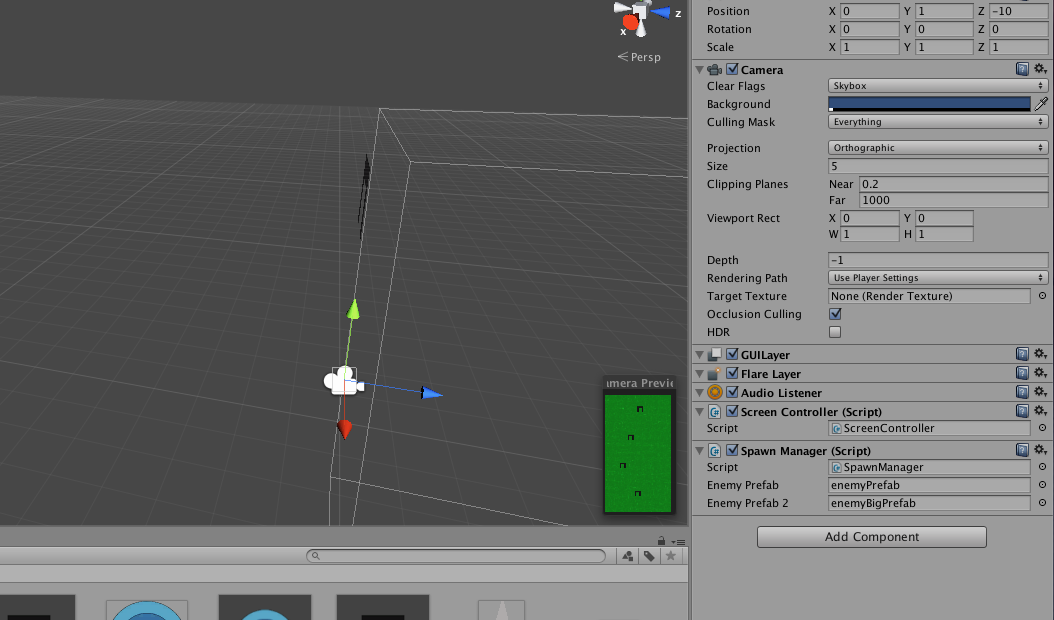 Position X 0 Y 1 Z -10
Rotation X 0 Y 0 Z 0
Scale X 1 Y 1 Z 1
z
x
Persp
Camera
Clear Flags Skybox
Background
Culling Mask Everything
Projection Orthographic
Size 5
Clipping Planes Near 0.2
Far 1000
Viewport Rect X 0 Y 0
W 1 H 1
Depth -1
Rendering Path Use Player Settings
Target Texture None (Render Texture)
Occlusion Culling
HDR
GUILayer
Flare Layer
Audio Listener
Screen Controller (Script)
Script ScreenController
Spawn Manager (Script)
Script SpawnManager
Enemy Prefab enemyPrefab
Enemy Prefab 2 enemyBigPrefab
Add Component
amera Previe